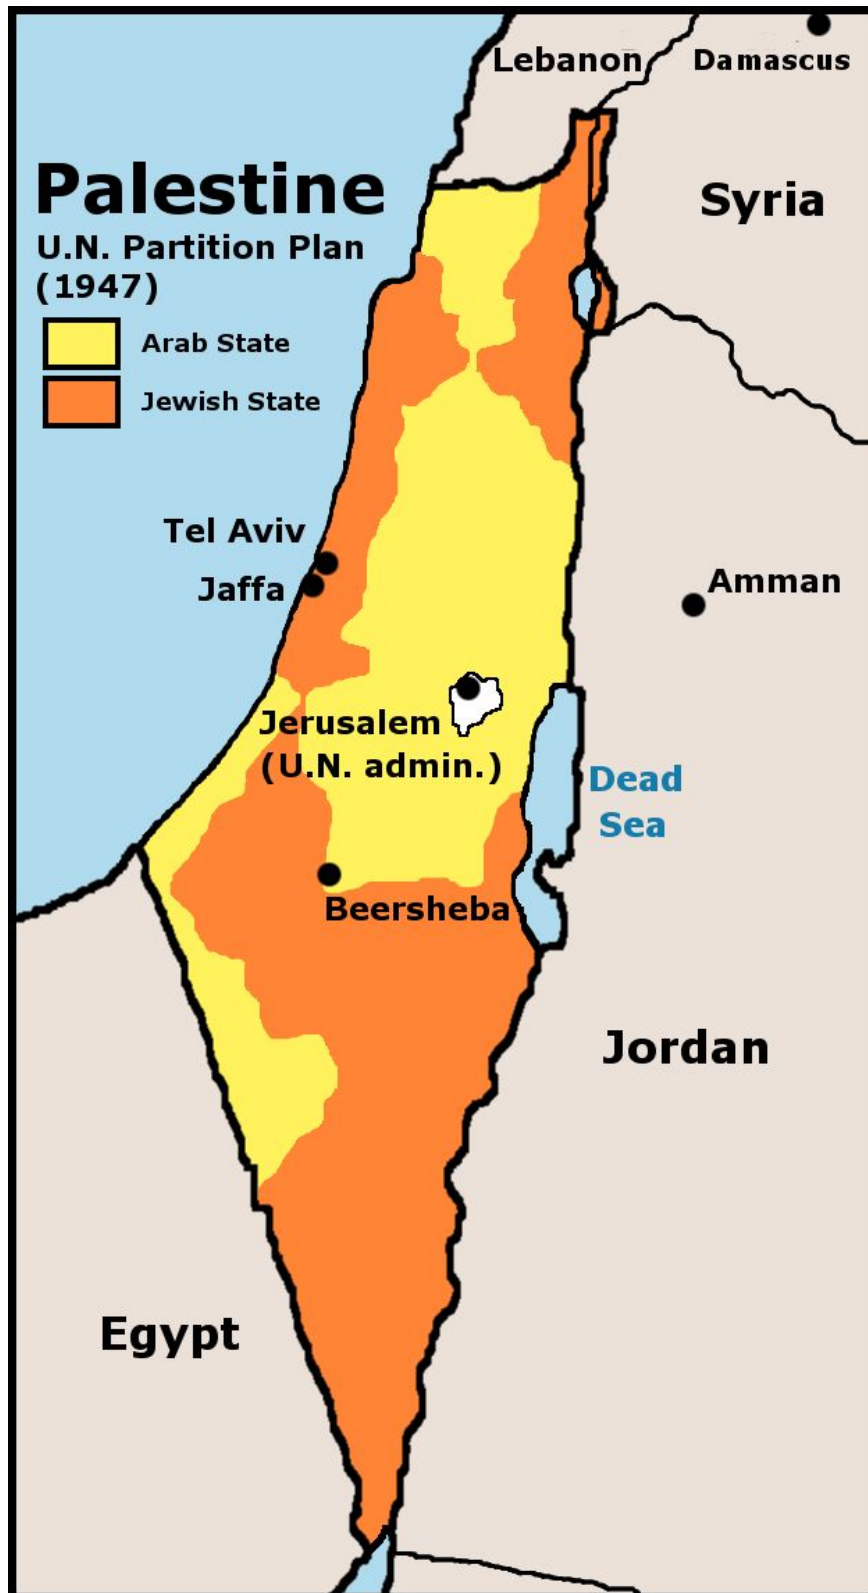 Lebanon
Damascus
Palestine
U.N. Partition Plan
(1947)
Arab State
Jewish State
Syria
Tel Aviv
Jaffa
Amman
Jerusalem
(U.N. admin.)
Dead
Sea
Beersheba
Jordan
Egypt